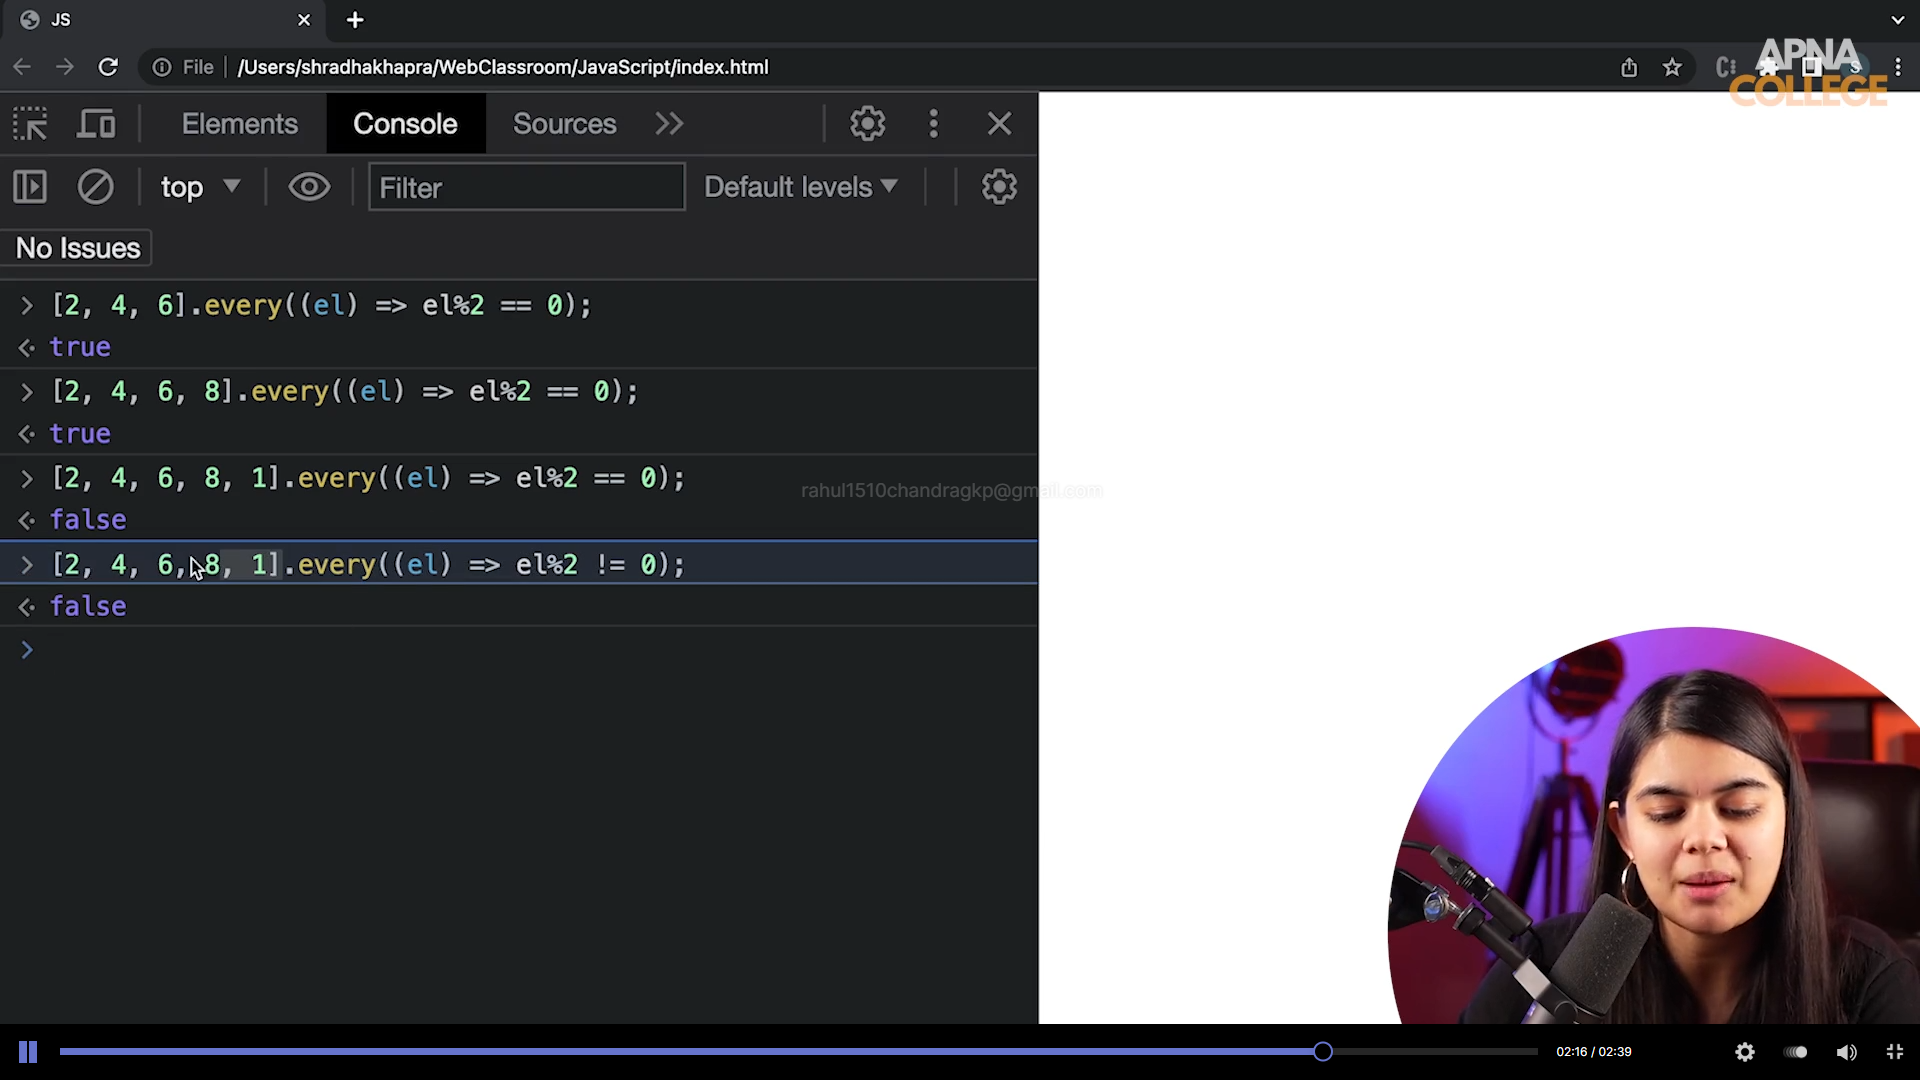 JS
File /Users/shradhakhapra/WebClassroom/JavaScript/index.html
APNA
COLLEGE
Elements Console Sources
top Filter Default levels
No Issues
[2, 4, 6].every((el) => el%2 == 0);
true
[2, 4, 6, 8].every((el) => el%2 == 0);
true
[2, 4, 6, 8, 1].every((el) => el%2 == 0);
rahul1510chandragkp@gmail.com
false
[2, 4, 6, 8, 1].every((el) => el%2 != 0);
false
02:16 / 02:39